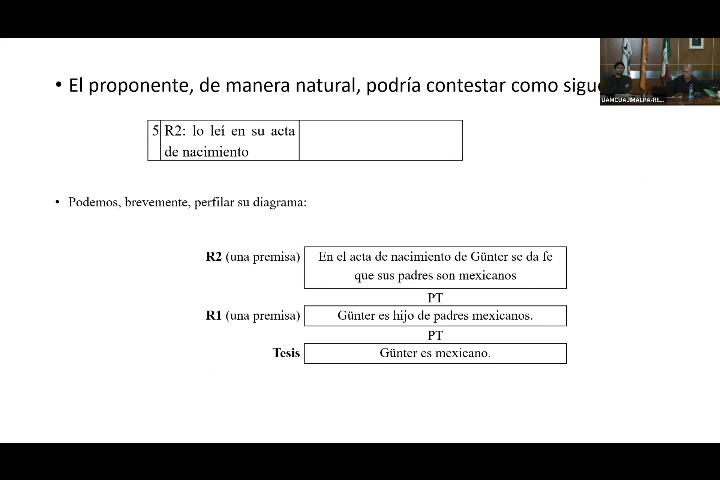 • El proponente, de manera natural, podría contestar como sigue
UAMCUAJIMALPA-RE...
5 R2: lo leí en su acta
de nacimiento
• Podemos, brevemente, perfilar su diagrama:
R2 (una premisa) En el acta de nacimiento de Günter se da fe
que sus padres son mexicanos
PT
R1 (una premisa) Günter es hijo de padres mexicanos.
PT
Tesis Günter es mexicano.